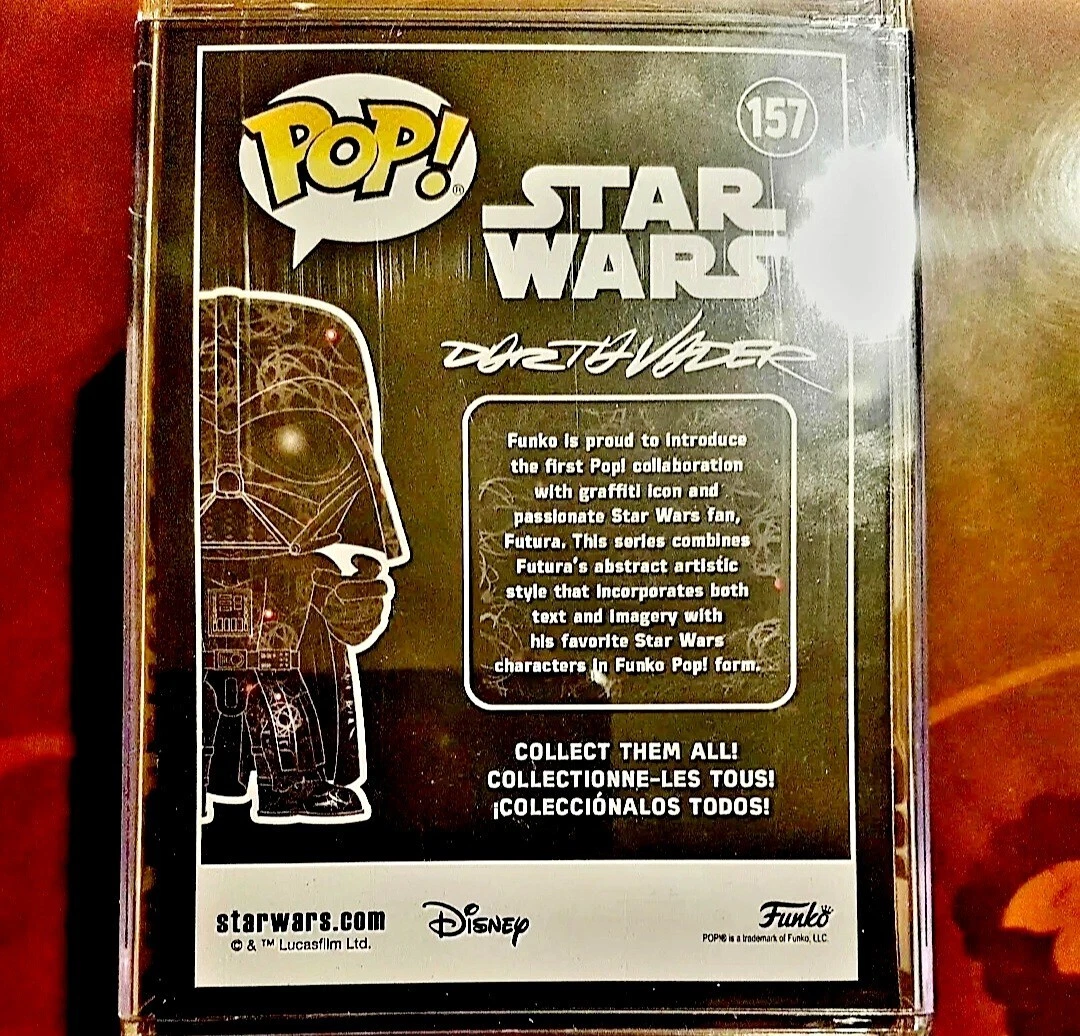 POP!®
157
STAR
WARS
DARTH VADER
Funko is proud to introduce
the first Pop! collaboration
with graffiti icon and
passionate Star Wars fan,
Futura. This series combines
Futura's abstract artistic
style that incorporates both
text and imagery with
his favorite Star Wars
characters in Funko Pop! form.
COLLECT THEM ALL!
COLLECTIONNE-LES TOUS!
¡COLECCIÓNALOS TODOS!
starwars.com
© & ™ Lucasfilm Ltd.
Disney
Funko
POP!® is a trademark of Funko, LLC.